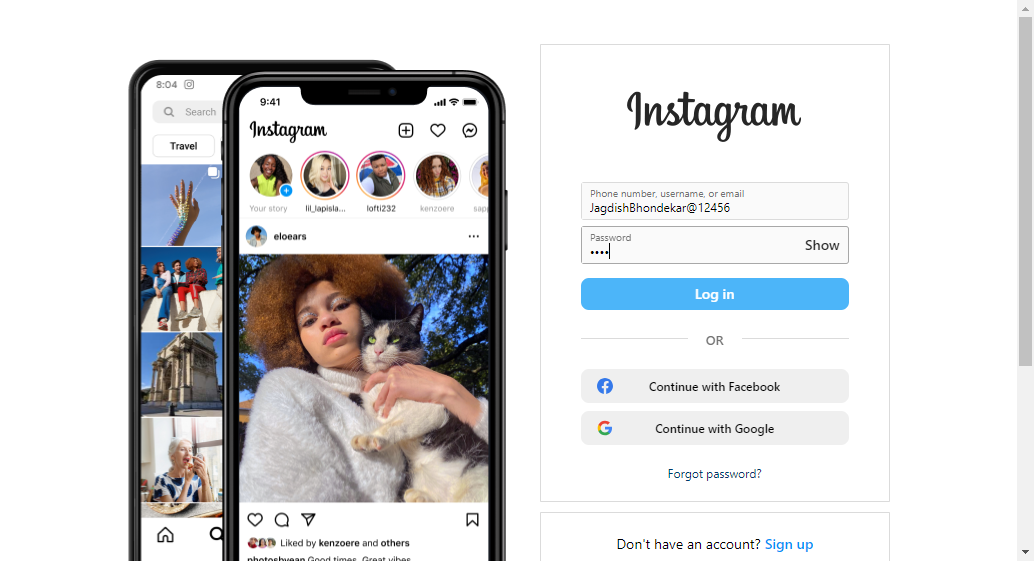 8:04
Search
Travel
9:41
Instagram
Your story
lil_lapisla...
lofti232
kenzoere
sapp
eloears
Liked by kenzoere and others
photosbyean Good times. Great vibes.
Instagram
Phone number, username, or email
JagdishBhondekar@12456
Password
••••
Show
Log in
OR
Continue with Facebook
Continue with Google
Forgot password?
Don't have an account? Sign up